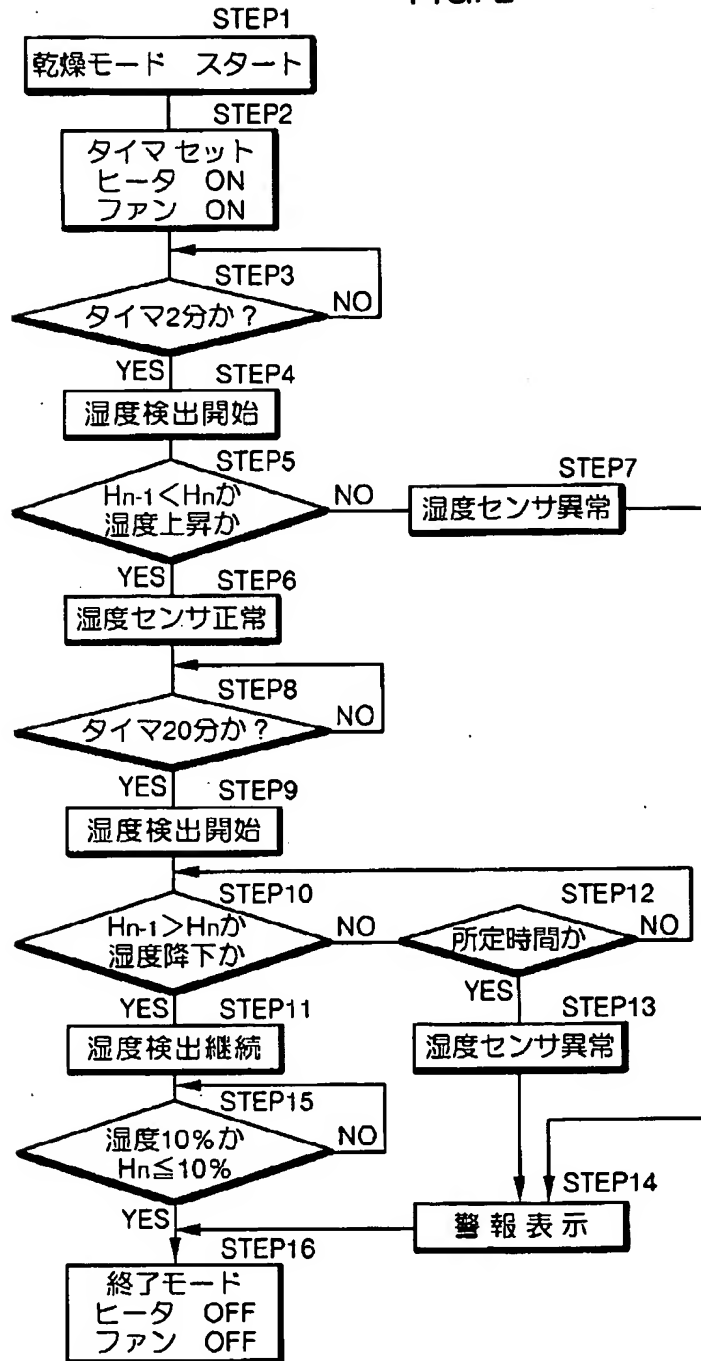 STEP1
乾燥モード スタート
STEP2
タイマ セット
ヒータ ON
ファン ON
STEP3
タイマ2分か？
NO
YES
STEP4
湿度検出開始
STEP5
Hn-1＜Hnか
湿度上昇か
NO
STEP7
湿度センサ異常
YES
STEP6
湿度センサ正常
STEP8
タイマ20分か？
NO
YES
STEP9
湿度検出開始
STEP10
Hn-1＞Hnか
湿度降下か
NO
STEP12
所定時間か
NO
YES
STEP11
湿度検出継続
YES
STEP13
湿度センサ異常
STEP15
湿度10%か
Hn≦10%
NO
STEP14
警報表示
YES
STEP16
終了モード
ヒータ OFF
ファン OFF